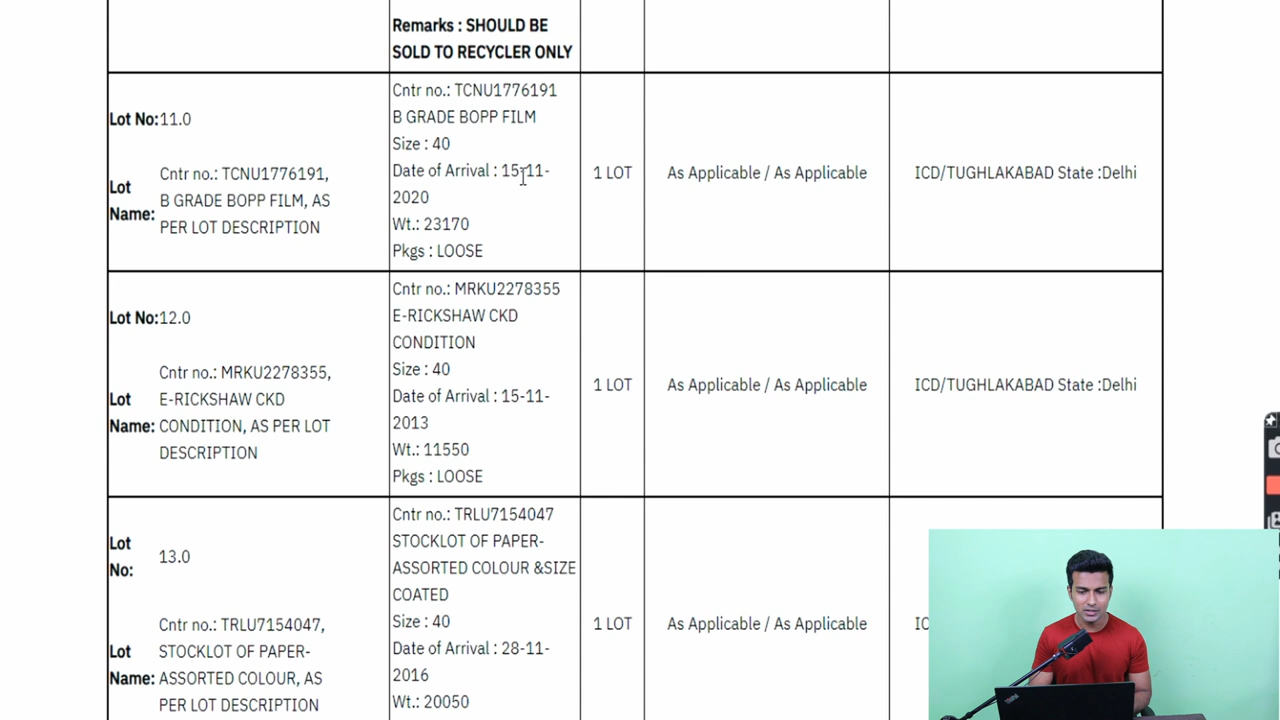 Remarks : SHOULD BE
SOLD TO RECYCLER ONLY
Lot No: 11.0
Lot Name: Cntr no.: TCNU1776191,
B GRADE BOPP FILM, AS
PER LOT DESCRIPTION
Cntr no.: TCNU1776191
B GRADE BOPP FILM
Size : 40
Date of Arrival : 15-11-
2020
Wt.: 23170
Pkgs : LOOSE
1 LOT
As Applicable / As Applicable
ICD/TUGHLAKABAD State :Delhi
Lot No: 12.0
Lot Name: Cntr no.: MRKU2278355,
E-RICKSHAW CKD
CONDITION, AS PER LOT
DESCRIPTION
Cntr no.: MRKU2278355
E-RICKSHAW CKD
CONDITION
Size : 40
Date of Arrival : 15-11-
2013
Wt.: 11550
Pkgs : LOOSE
1 LOT
As Applicable / As Applicable
ICD/TUGHLAKABAD State :Delhi
Lot No: 13.0
Lot Name: Cntr no.: TRLU7154047,
STOCKLOT OF PAPER-
ASSORTED COLOUR, AS
PER LOT DESCRIPTION
Cntr no.: TRLU7154047
STOCKLOT OF PAPER-
ASSORTED COLOUR &SIZE
COATED
Size : 40
Date of Arrival : 28-11-
2016
Wt.: 20050
1 LOT
As Applicable / As Applicable